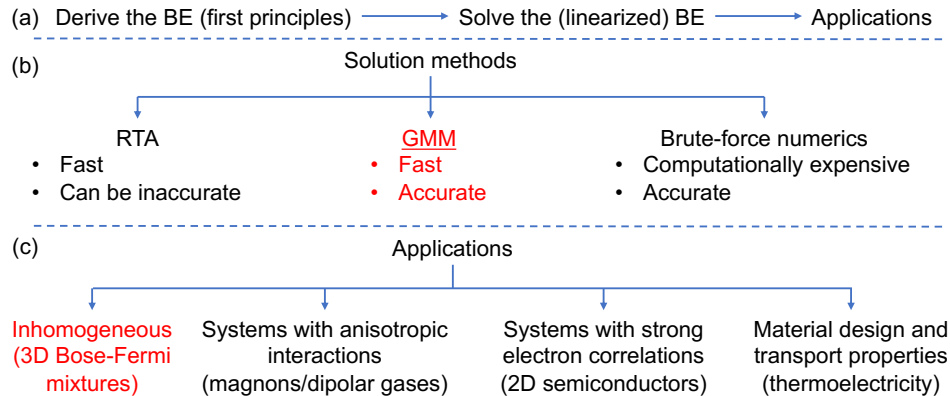 (a) Derive the BE (first principles) Solve the (linearized) BE Applications
(b)
Solution methods
RTA GMM Brute-force numerics
• Fast • Fast • Computationally expensive
• Can be inaccurate • Accurate • Accurate
(c)
Applications
Inhomogeneous Systems with anisotropic Systems with strong Material design and
(3D Bose-Fermi interactions electron correlations transport properties
mixtures) (magnons/dipolar gases) (2D semiconductors) (thermoelectricity)